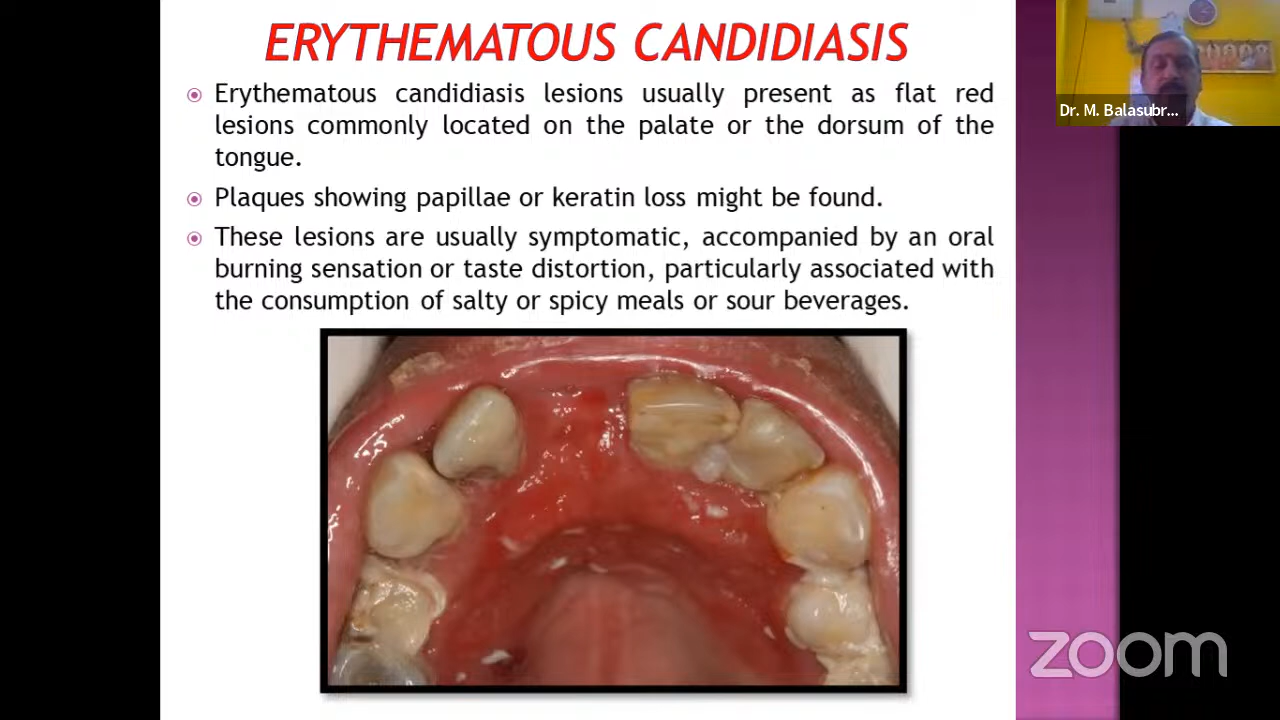 ERYTHEMATOUS CANDIDIASIS
Erythematous candidiasis lesions usually present as flat red
lesions commonly located on the palate or the dorsum of the
tongue.
Plaques showing papillae or keratin loss might be found.
These lesions are usually symptomatic, accompanied by an oral
burning sensation or taste distortion, particularly associated with
the consumption of salty or spicy meals or sour beverages.
Dr. M. Balasubr...
zoom